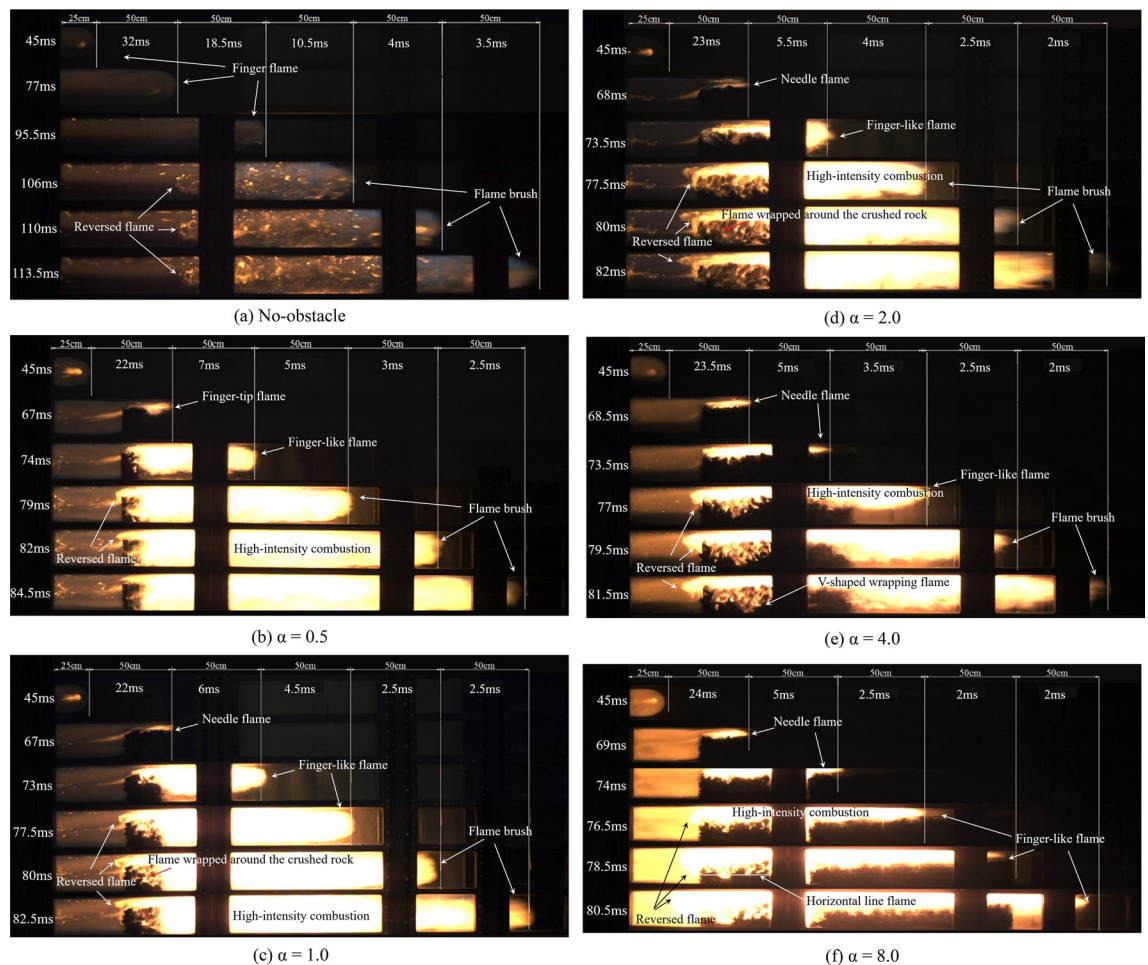 25cm 50cm 50cm 50cm 50cm 50cm
45ms 32ms 18.5ms 10.5ms 4ms 3.5ms
Finger flame
77ms
95.5ms
106ms
Flame brush
Reversed flame
110ms
113.5ms
(a) No-obstacle
25cm 50cm 50cm 50cm 50cm 50cm
45ms 22ms 7ms 5ms 3ms 2.5ms
Finger-tip flame
67ms
Finger-like flame
74ms
79ms
Flame brush
Reversed flame
High-intensity combustion
82ms
84.5ms
(b) α = 0.5
25cm 50cm 50cm 50cm 50cm 50cm
45ms 22ms 6ms 4.5ms 2.5ms 2.5ms
Needle flame
67ms
Finger-like flame
73ms
77.5ms
Flame brush
Flame wrapped around the crushed rock
80ms
Reversed flame
82.5ms
High-intensity combustion
(c) α = 1.0
25cm 50cm 50cm 50cm 50cm 50cm
45ms 23ms 5.5ms 4ms 2.5ms 2ms
Needle flame
68ms
Finger-like flame
73.5ms
High-intensity combustion
77.5ms
Flame brush
Flame wrapped around the crushed rock
80ms
Reversed flame
82ms
(d) α = 2.0
25cm 50cm 50cm 50cm 50cm 50cm
45ms 23.5ms 5ms 3.5ms 2.5ms 2ms
Needle flame
68.5ms
73.5ms
Finger-like flame
High-intensity combustion
77ms
Flame brush
79.5ms
Reversed flame
V-shaped wrapping flame
81.5ms
(e) α = 4.0
25cm 50cm 50cm 50cm 50cm 50cm
45ms 24ms 5ms 2.5ms 2ms 2ms
Needle flame
69ms
74ms
High-intensity combustion
76.5ms
Finger-like flame
78.5ms
Horizontal line flame
Reversed flame
80.5ms
(f) α = 8.0